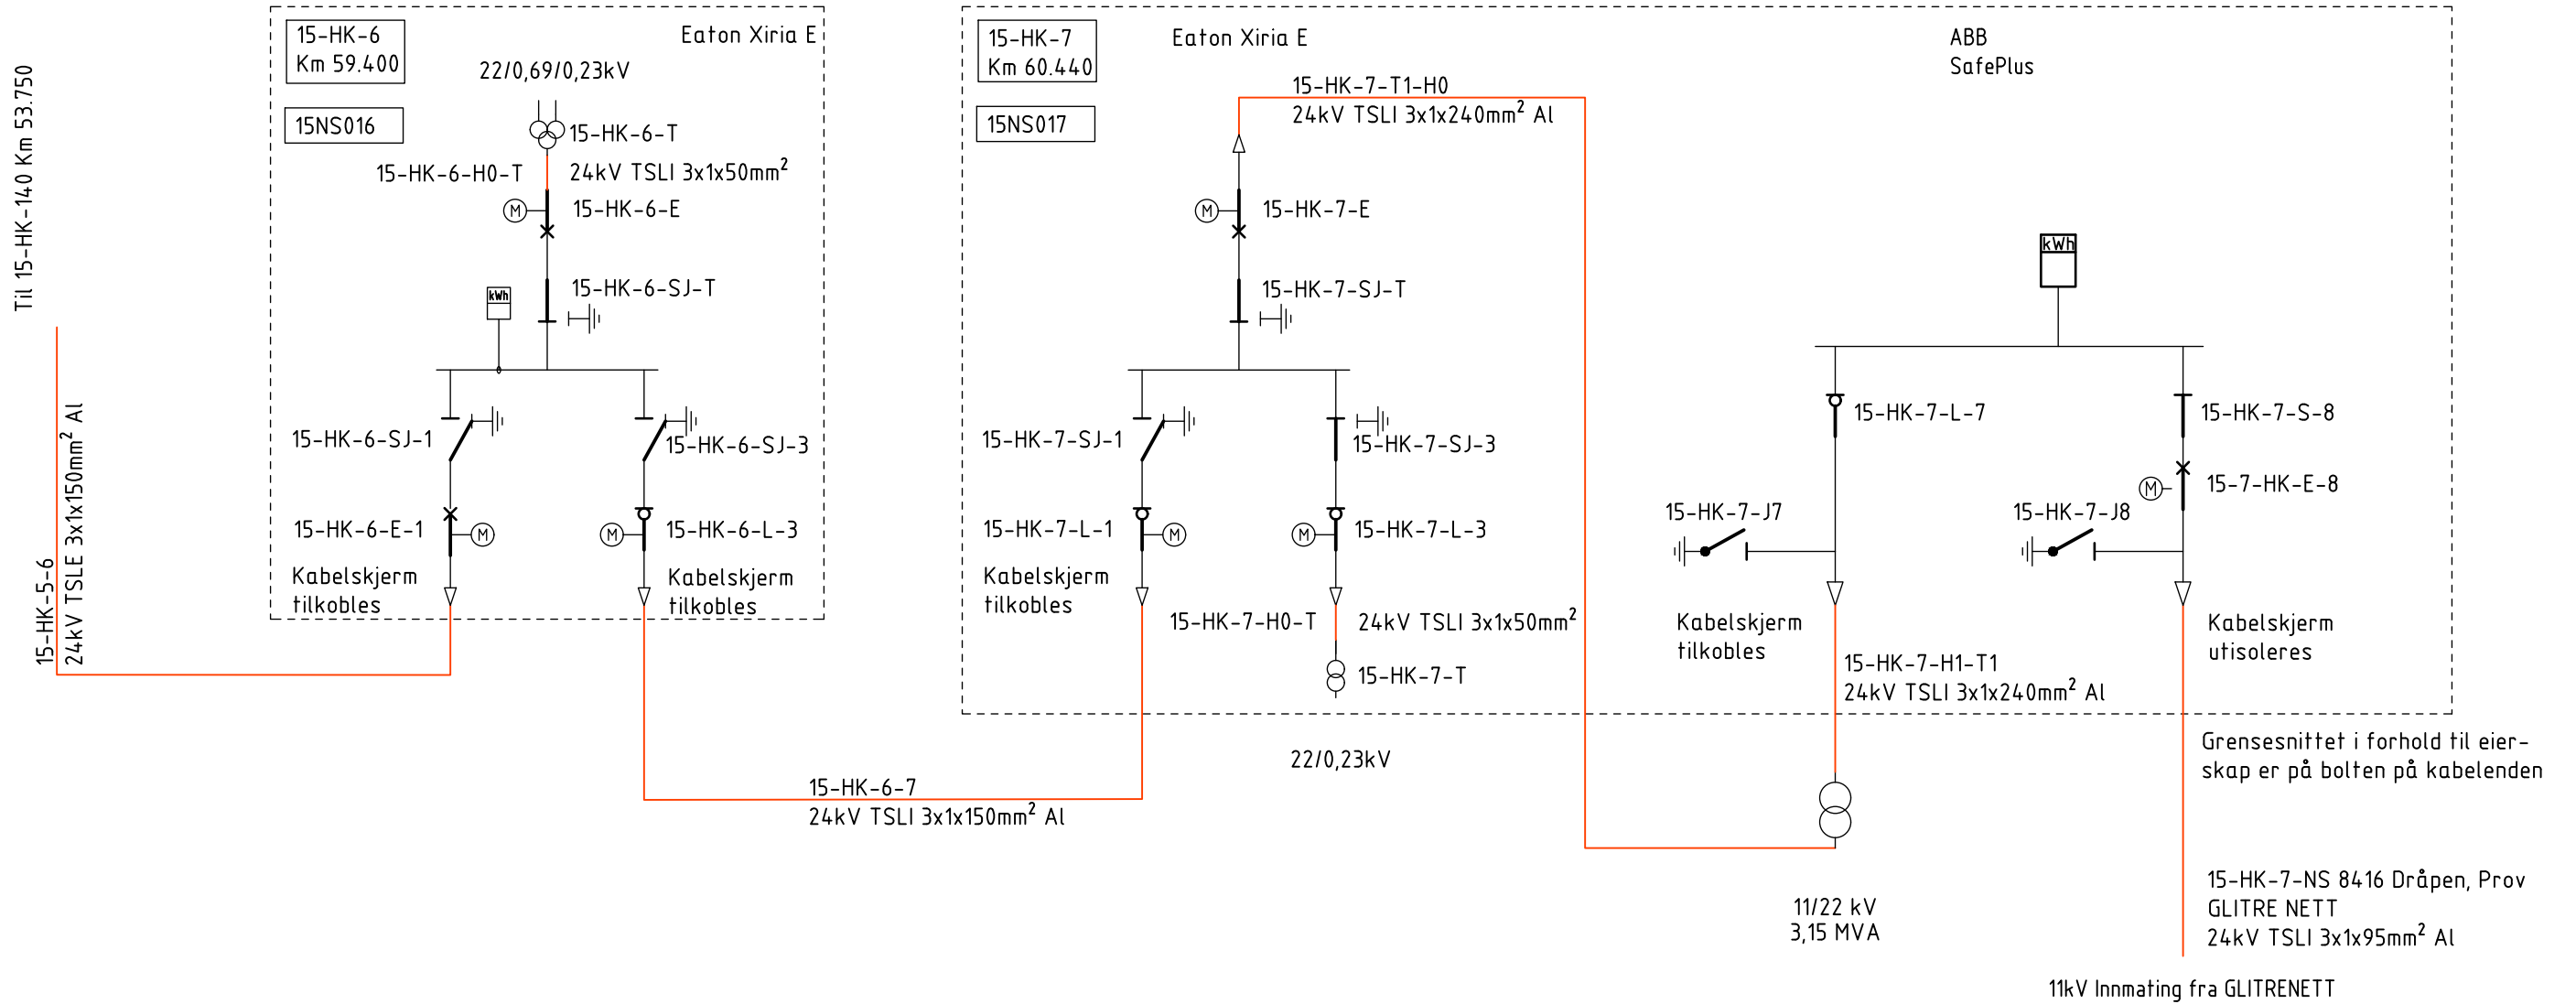 Til 15-HK-140 Km 53.750
15-HK-5-6
24kV TSLE 3x1x150mm² Al
15-HK-6
Km 59.400
15NS016
Eaton Xiria E
22/0,69/0,23kV
15-HK-6-T
15-HK-6-H0-T
24kV TSLI 3x1x50mm²
M
15-HK-6-E
15-HK-6-SJ-T
kWh
15-HK-6-SJ-1
15-HK-6-SJ-3
15-HK-6-E-1
M
M
15-HK-6-L-3
Kabelskjerm
tilkobles
Kabelskjerm
tilkobles
15-HK-6-7
24kV TSLI 3x1x150mm² Al
15-HK-7
Km 60.440
15NS017
Eaton Xiria E
15-HK-7-T1-H0
24kV TSLI 3x1x240mm² Al
M
15-HK-7-E
15-HK-7-SJ-T
15-HK-7-SJ-1
15-HK-7-SJ-3
15-HK-7-L-1
M
M
15-HK-7-L-3
Kabelskjerm
tilkobles
15-HK-7-H0-T
24kV TSLI 3x1x50mm²
15-HK-7-T
22/0,23kV
ABB
SafePlus
kWh
15-HK-7-L-7
15-HK-7-S-8
M
15-7-HK-E-8
15-HK-7-J7
15-HK-7-J8
Kabelskjerm
tilkobles
Kabelskjerm
utisoleres
15-HK-7-H1-T1
24kV TSLI 3x1x240mm² Al
Grensesnittet i forhold til eier-
skap er på bolten på kabelenden
11/22 kV
3,15 MVA
15-HK-7-NS 8416 Dråpen, Prov
GLITRE NETT
24kV TSLI 3x1x95mm² Al
11kV Innmating fra GLITRENETT